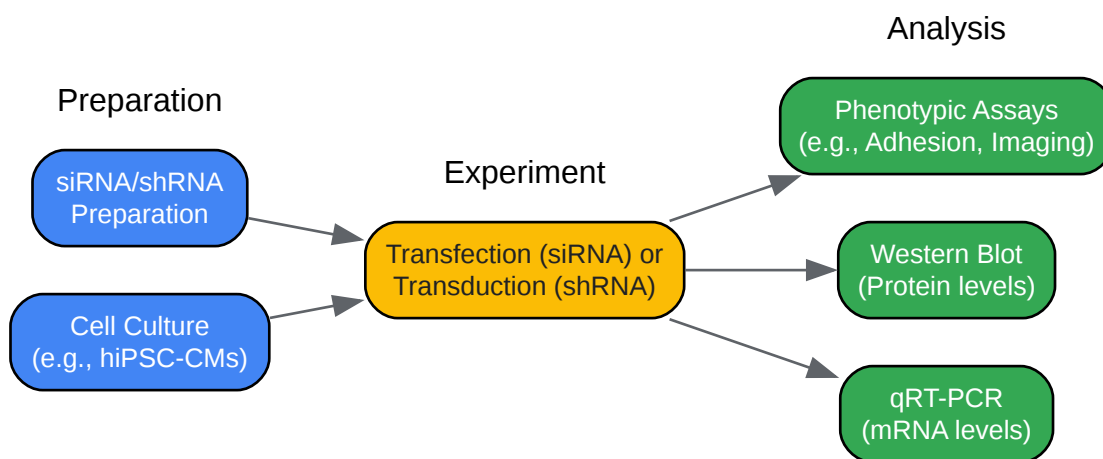 Preparation
siRNA/shRNA
Preparation
Cell Culture
(e.g., hiPSC-CMs)
Experiment
Transfection (siRNA) or
Transduction (shRNA)
Analysis
Phenotypic Assays
(e.g., Adhesion, Imaging)
Western Blot
(Protein levels)
qRT-PCR
(mRNA levels)